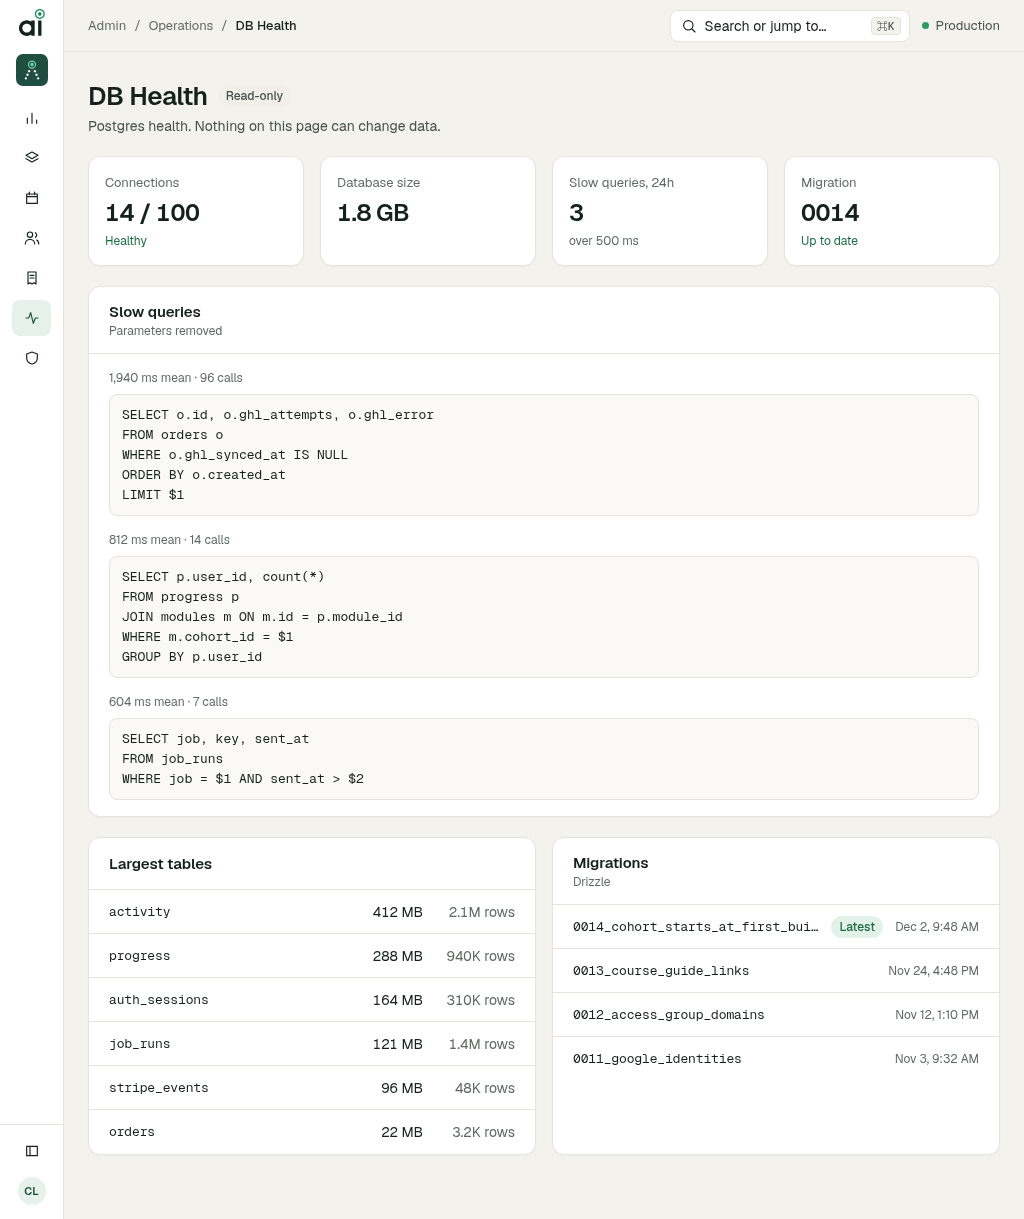 ai
Admin / Operations / DB Health
Search or jump to…
⌘K
Production
DB Health
Read-only
Postgres health. Nothing on this page can change data.
Connections
14 / 100
Healthy
Database size
1.8 GB
Slow queries, 24h
3
over 500 ms
Migration
0014
Up to date
Slow queries
Parameters removed
1,940 ms mean · 96 calls
SELECT o.id, o.ghl_attempts, o.ghl_error
FROM orders o
WHERE o.ghl_synced_at IS NULL
ORDER BY o.created_at
LIMIT $1
812 ms mean · 14 calls
SELECT p.user_id, count(*)
FROM progress p
JOIN modules m ON m.id = p.module_id
WHERE m.cohort_id = $1
GROUP BY p.user_id
604 ms mean · 7 calls
SELECT job, key, sent_at
FROM job_runs
WHERE job = $1 AND sent_at > $2
Largest tables
activity 412 MB 2.1M rows
progress 288 MB 940K rows
auth_sessions 164 MB 310K rows
job_runs 121 MB 1.4M rows
stripe_events 96 MB 48K rows
orders 22 MB 3.2K rows
Migrations
Drizzle
0014_cohort_starts_at_first_bui… Latest Dec 2, 9:48 AM
0013_course_guide_links Nov 24, 4:48 PM
0012_access_group_domains Nov 12, 1:10 PM
0011_google_identities Nov 3, 9:32 AM
CL